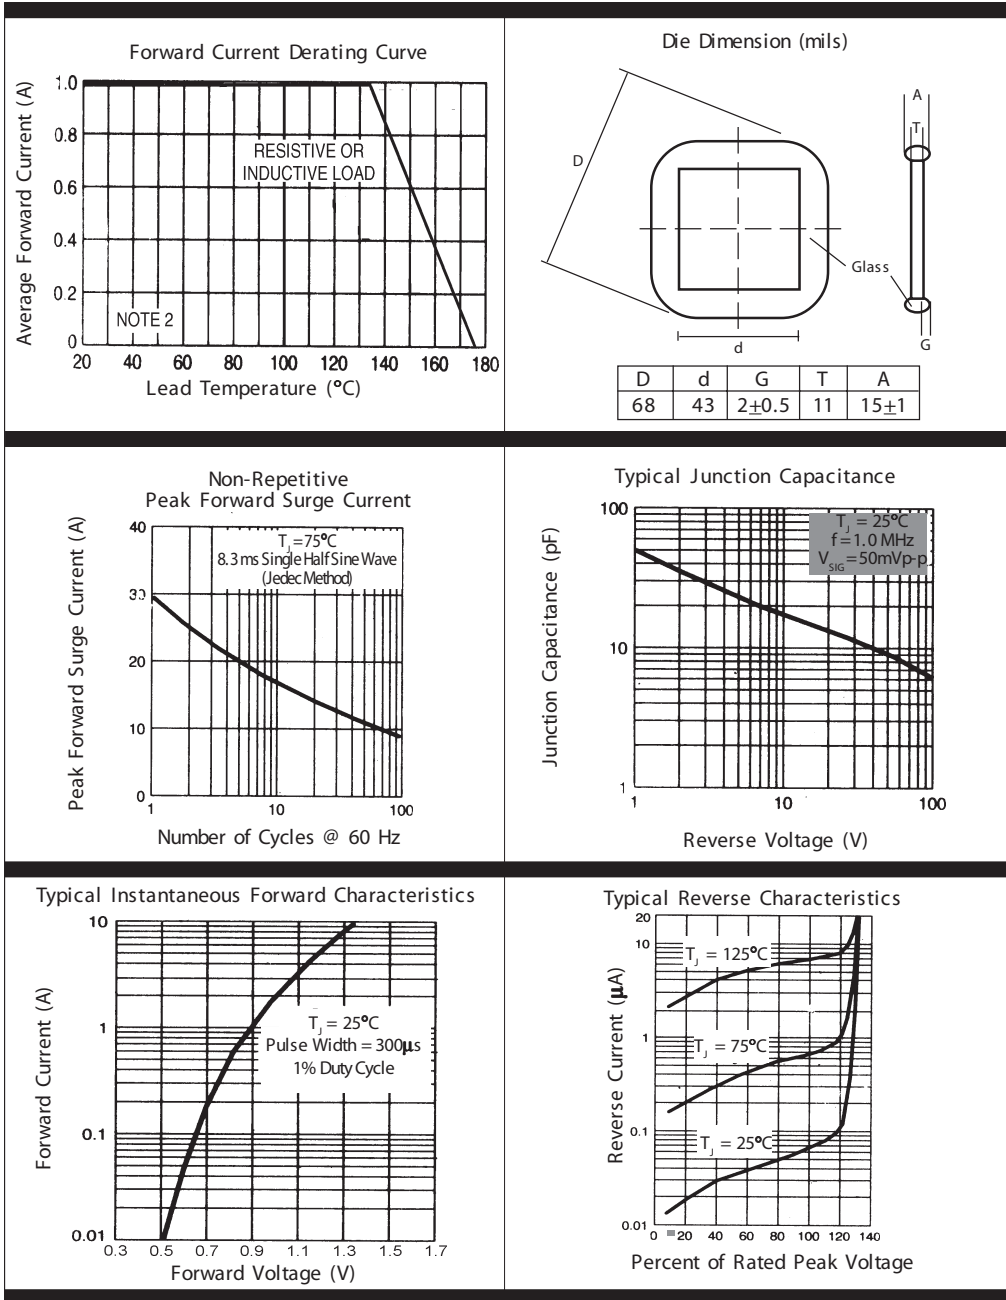 Forward Current Derating Curve
Average Forward Current (A)
1.0
0.8
0.6
0.4
0.2
0
RESISTIVE OR
INDUCTIVE LOAD
NOTE 2
20 40 60 80 100 120 140 160 180
Lead Temperature (°C)
Die Dimension (mils)
D
A
T
Glass
G
d
D d G T A
68 43 2±0.5 11 15±1
Non-Repetitive
Peak Forward Surge Current
Peak Forward Surge Current (A)
40
30
20
10
0
TJ=75°C
8.3ms Single Half Sine Wave
(Jedec Method)
1 10 100
Number of Cycles @ 60 Hz
Typical Junction Capacitance
Junction Capacitance (pF)
100
10
1
TJ = 25°C
f=1.0 MHz
VSIG=50mVp-p
1 10 100
Reverse Voltage (V)
Typical Instantaneous Forward Characteristics
Forward Current (A)
10
1
0.1
0.01
TJ = 25°C
Pulse Width = 300µs
1% Duty Cycle
0.3 0.5 0.7 0.9 1.1 1.3 1.5 1.7
Forward Voltage (V)
Typical Reverse Characteristics
Reverse Current (µA)
20
10
1
0.1
0.01
TJ = 125°C
TJ = 75°C
TJ = 25°C
0 20 40 60 80 100 120 140
Percent of Rated Peak Voltage